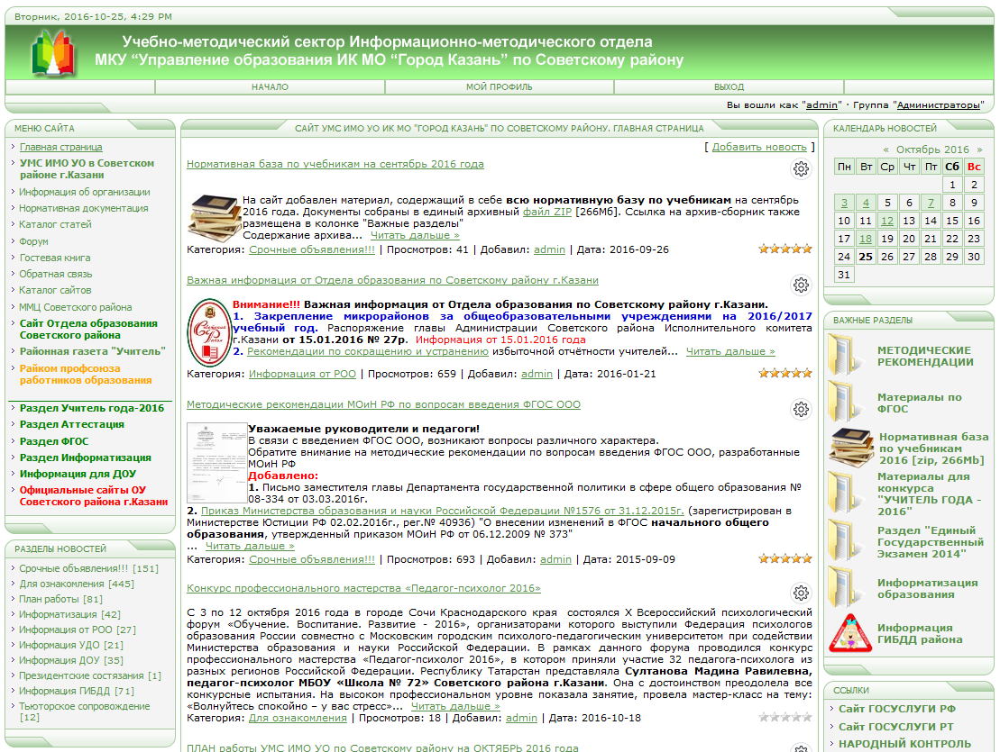 Вторник, 2016-10-25, 4:29 PM
Учебно-методический сектор Информационно-методического отдела
МКУ “Управление образования ИК МО “Город Казань” по Советскому району
НАЧАЛО
МОЙ ПРОФИЛЬ
ВЫХОД
Вы вошли как "admin" · Группа "Администраторы"
МЕНЮ САЙТА
Главная страница
УМС ИМО УО в Советском
районе г.Казани
Информация об организации
Нормативная документация
Каталог статей
Форум
Гостевая книга
Обратная связь
Каталог сайтов
ММЦ Советского района
Сайт Отдела образования
Советского района
Районная газета "Учитель"
Райком профсоюза
работников образования
Раздел Учитель года-2016
Раздел Аттестация
Раздел ФГОС
Раздел Информатизация
Информация для ДОУ
Официальные сайты ОУ
Советского района г.Казани
РАЗДЕЛЫ НОВОСТЕЙ
Срочные объявления!!! [151]
Для ознакомления [445]
План работы [81]
Информатизация [42]
Информация от РОО [27]
Информация УДО [21]
Информация ДОУ [35]
Президентские состязания [1]
Информация ГИБДД [71]
Тьюторское сопровождение
[12]
САЙТ УМС ИМО УО ИК МО "ГОРОД КАЗАНЬ" ПО СОВЕТСКОМУ РАЙОНУ. ГЛАВНАЯ СТРАНИЦА
[ Добавить новость ]
Нормативная база по учебникам на сентябрь 2016 года
На сайт добавлен материал, содержащий в себе всю нормативную базу по учебникам на сентябрь
2016 года. Документы собраны в единый архивный файл ZIP [266Мб]. Ссылка на архив-сборник также
размещена в колонке "Важные разделы"
Содержание архива... Читать дальше »
Категория: Срочные объявления!!! | Просмотров: 41 | Добавил: admin | Дата: 2016-09-26
Важная информация от Отдела образования по Советскому району г.Казани
Внимание!!! Важная информация от Отдела образования по Советскому району г.Казани.
1. Закрепление микрорайонов за общеобразовательными учреждениями на 2016/2017
учебный год. Распоряжение главы Администрации Советского района Исполнительного комитета
г.Казани от 15.01.2016 № 27р. Информация от 15.01.2016 года
2. Рекомендации по сокращению и устранению избыточной отчётности учителей... Читать дальше »
Категория: Информация от РОО | Просмотров: 659 | Добавил: admin | Дата: 2016-01-21
Методические рекомендации МОиН РФ по вопросам введения ФГОС ООО
Уважаемые руководители и педагоги!
В связи с введением ФГОС ООО, возникают вопросы различного характера.
Обратите внимание на методические рекомендации по вопросам введения ФГОС ООО, разработанные
МОиН РФ
Добавлено:
1. Письмо заместителя главы Департамента государственной политики в сфере общего образования №
08-334 от 03.03.2016г.
2. Приказ Министерства образования и науки Российской Федерации №1576 от 31.12.2015г. (зарегистрирован в
Министерстве Юстиции РФ 02.02.2016г., рег.№ 40936) "О внесении изменений в ФГОС начального общего
образования, утвержденный приказом МОиН РФ от 06.12.2009 № 373"
... Читать дальше »
Категория: Срочные объявления!!! | Просмотров: 693 | Добавил: admin | Дата: 2015-09-09
Конкурс профессионального мастерства «Педагог-психолог 2016»
С 3 по 12 октября 2016 года в городе Сочи Краснодарского края состоялся X Всероссийский психологический
форум «Обучение. Воспитание. Развитие - 2016», организаторами которого выступили Федерация психологов
образования России совместно с Московским городским психолого-педагогическим университетом при содействии
Министерства образования и науки Российской Федерации. В рамках данного форума проводился конкурс
профессионального мастерства «Педагог-психолог 2016», в котором приняли участие 32 педагога-психолога из
разных регионов Российской Федерации. Республику Татарстан представляла Султанова Мадина Равилевна,
педагог-психолог МБОУ «Школа № 72» Советского района г.Казани. Она с достоинством преодолела все
конкурсные испытания. На высоком профессиональном уровне показала занятие, провела мастер-класс на тему:
«Волнуйтесь спокойно – у вас стресс»... Читать дальше »
Категория: Для ознакомления | Просмотров: 18 | Добавил: admin | Дата: 2016-10-18
ПЛАН работы УМС ИМО УО по Советскому району на ОКТЯБРЬ 2016 года
КАЛЕНДАРЬ НОВОСТЕЙ
« Октябрь 2016 »
Пн Вт Ср Чт Пт Сб Вс
1 2
3 4 5 6 7 8 9
10 11 12 13 14 15 16
17 18 19 20 21 22 23
24 25 26 27 28 29 30
31
ВАЖНЫЕ РАЗДЕЛЫ
МЕТОДИЧЕСКИЕ
РЕКОМЕНДАЦИИ
Материалы по
ФГОС
Нормативная база
по учебникам
2016 [zip, 266Mb]
Материалы для
конкурса
"УЧИТЕЛЬ ГОДА -
2016"
Раздел "Единый
Государственный
Экзамен 2014"
Информатизация
образования
Информация
ГИБДД района
ССЫЛКИ
Сайт ГОСУСЛУГИ РФ
Сайт ГОСУСЛУГИ РТ
НАРОДНЫЙ КОНТРОЛЬ